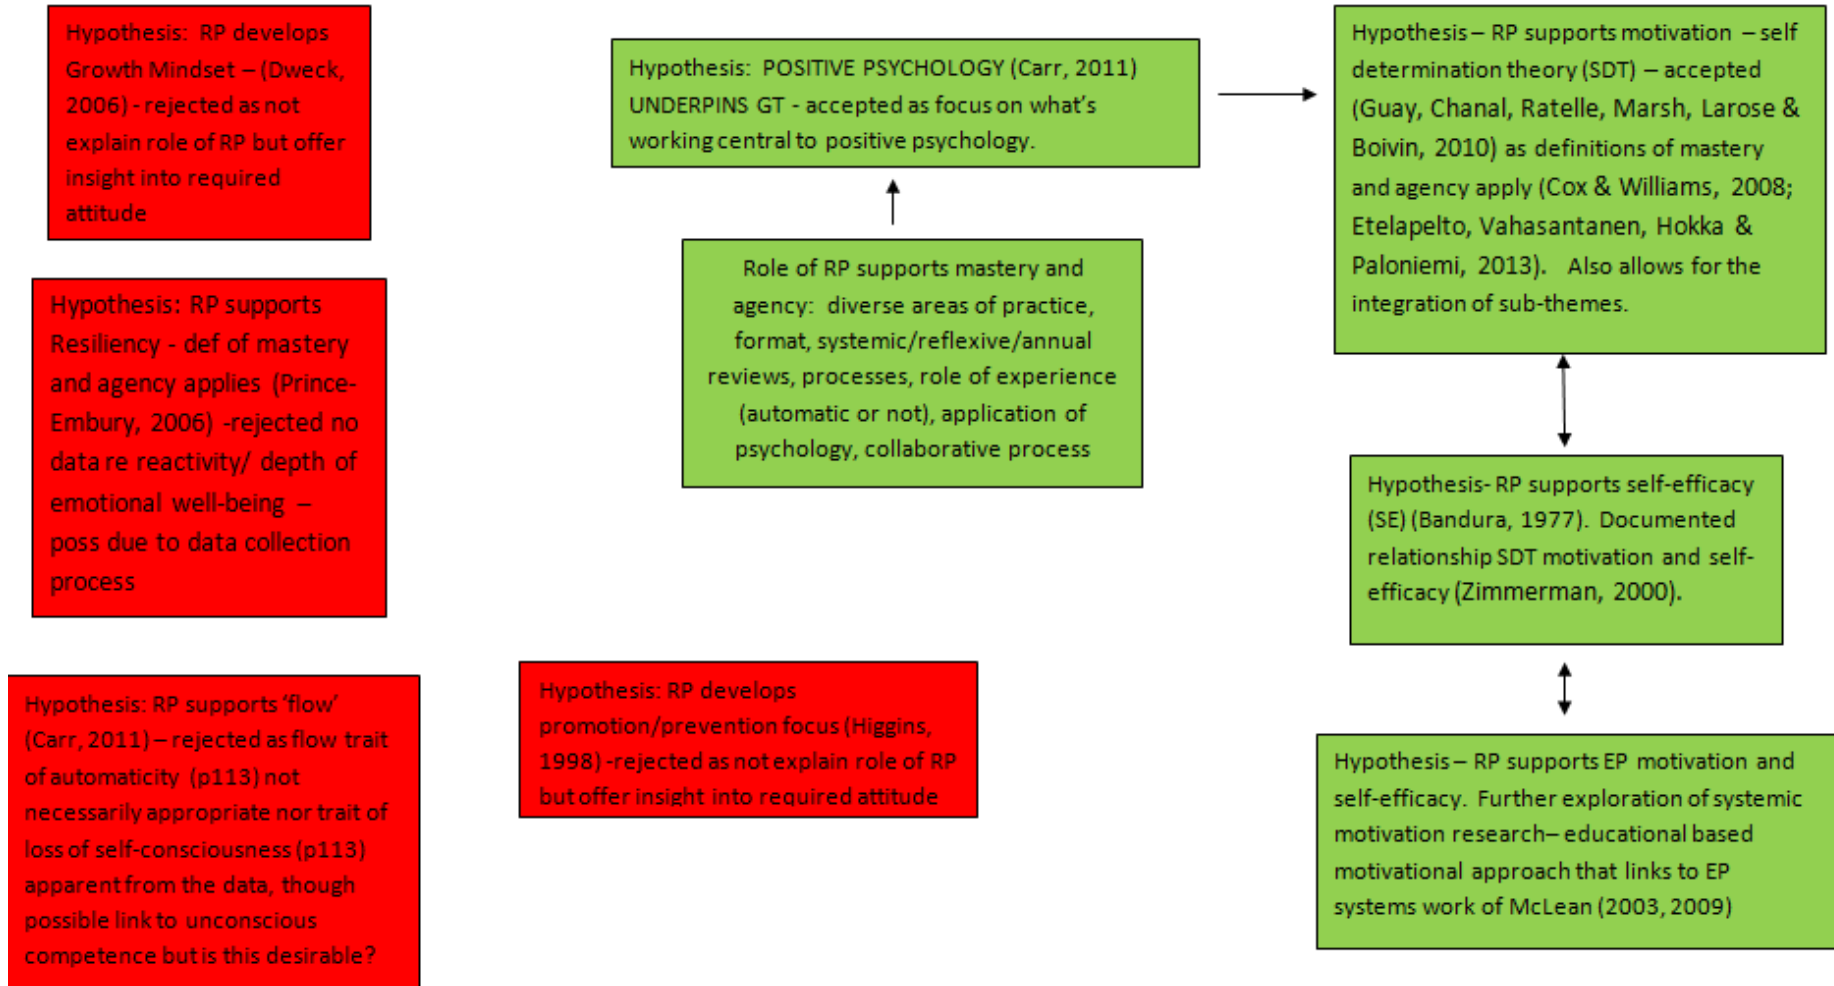 Hypothesis: RP develops
Growth Mindset – (Dweck,
2006) - rejected as not
explain role of RP but offer
insight into required
attitude
Hypothesis: RP supports
Resiliency - def of mastery
and agency applies (Prince-
Embury, 2006) -rejected no
data re reactivity/ depth of
emotional well-being –
poss due to data collection
process
Hypothesis: RP supports ‘flow’
(Carr, 2011) – rejected as flow trait
of automaticity (p113) not
necessarily appropriate nor trait of
loss of self-consciousness (p113)
apparent from the data, though
possible link to unconscious
competence but is this desirable?
Hypothesis: POSITIVE PSYCHOLOGY (Carr, 2011)
UNDERPINS GT - accepted as focus on what’s
working central to positive psychology.
Role of RP supports mastery and
agency: diverse areas of practice,
format, systemic/reflexive/annual
reviews, processes, role of experience
(automatic or not), application of
psychology, collaborative process
Hypothesis: RP develops
promotion/prevention focus (Higgins,
1998) -rejected as not explain role of RP
but offer insight into required attitude
Hypothesis – RP supports motivation – self
determination theory (SDT) – accepted
(Guay, Chanal, Ratelle, Marsh, Larose &
Boivin, 2010) as definitions of mastery
and agency apply (Cox & Williams, 2008;
Etelapelto, Vahasantanen, Hokka &
Paloniemi, 2013). Also allows for the
integration of sub-themes.
Hypothesis- RP supports self-efficacy
(SE) (Bandura, 1977). Documented
relationship SDT motivation and self-
efficacy (Zimmerman, 2000).
Hypothesis – RP supports EP motivation and
self-efficacy. Further exploration of systemic
motivation research– educational based
motivational approach that links to EP
systems work of McLean (2003, 2009)